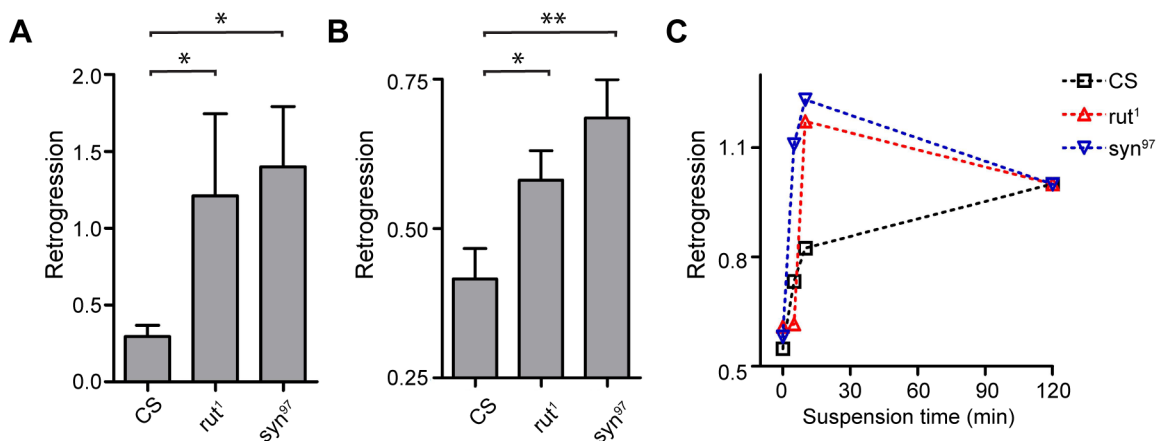 A
*
*
Retrogression
2.0
1.5
1.0
0.5
0.0
CS
rut¹
syn⁹⁷
B
**
*
Retrogression
0.75
0.50
0.25
CS
rut¹
syn⁹⁷
C
CS
rut¹
syn⁹⁷
Retrogression
1.1
0.8
0.5
0 30 60 90 120
Suspension time (min)